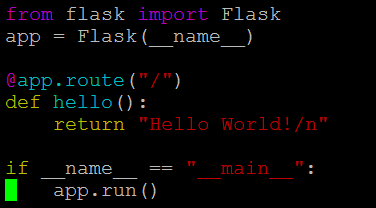 from flask import Flask
app = Flask(__name__)

@app.route("/")
def hello():
    return "Hello World!/n"

if __name__ == "__main__":
    app.run()